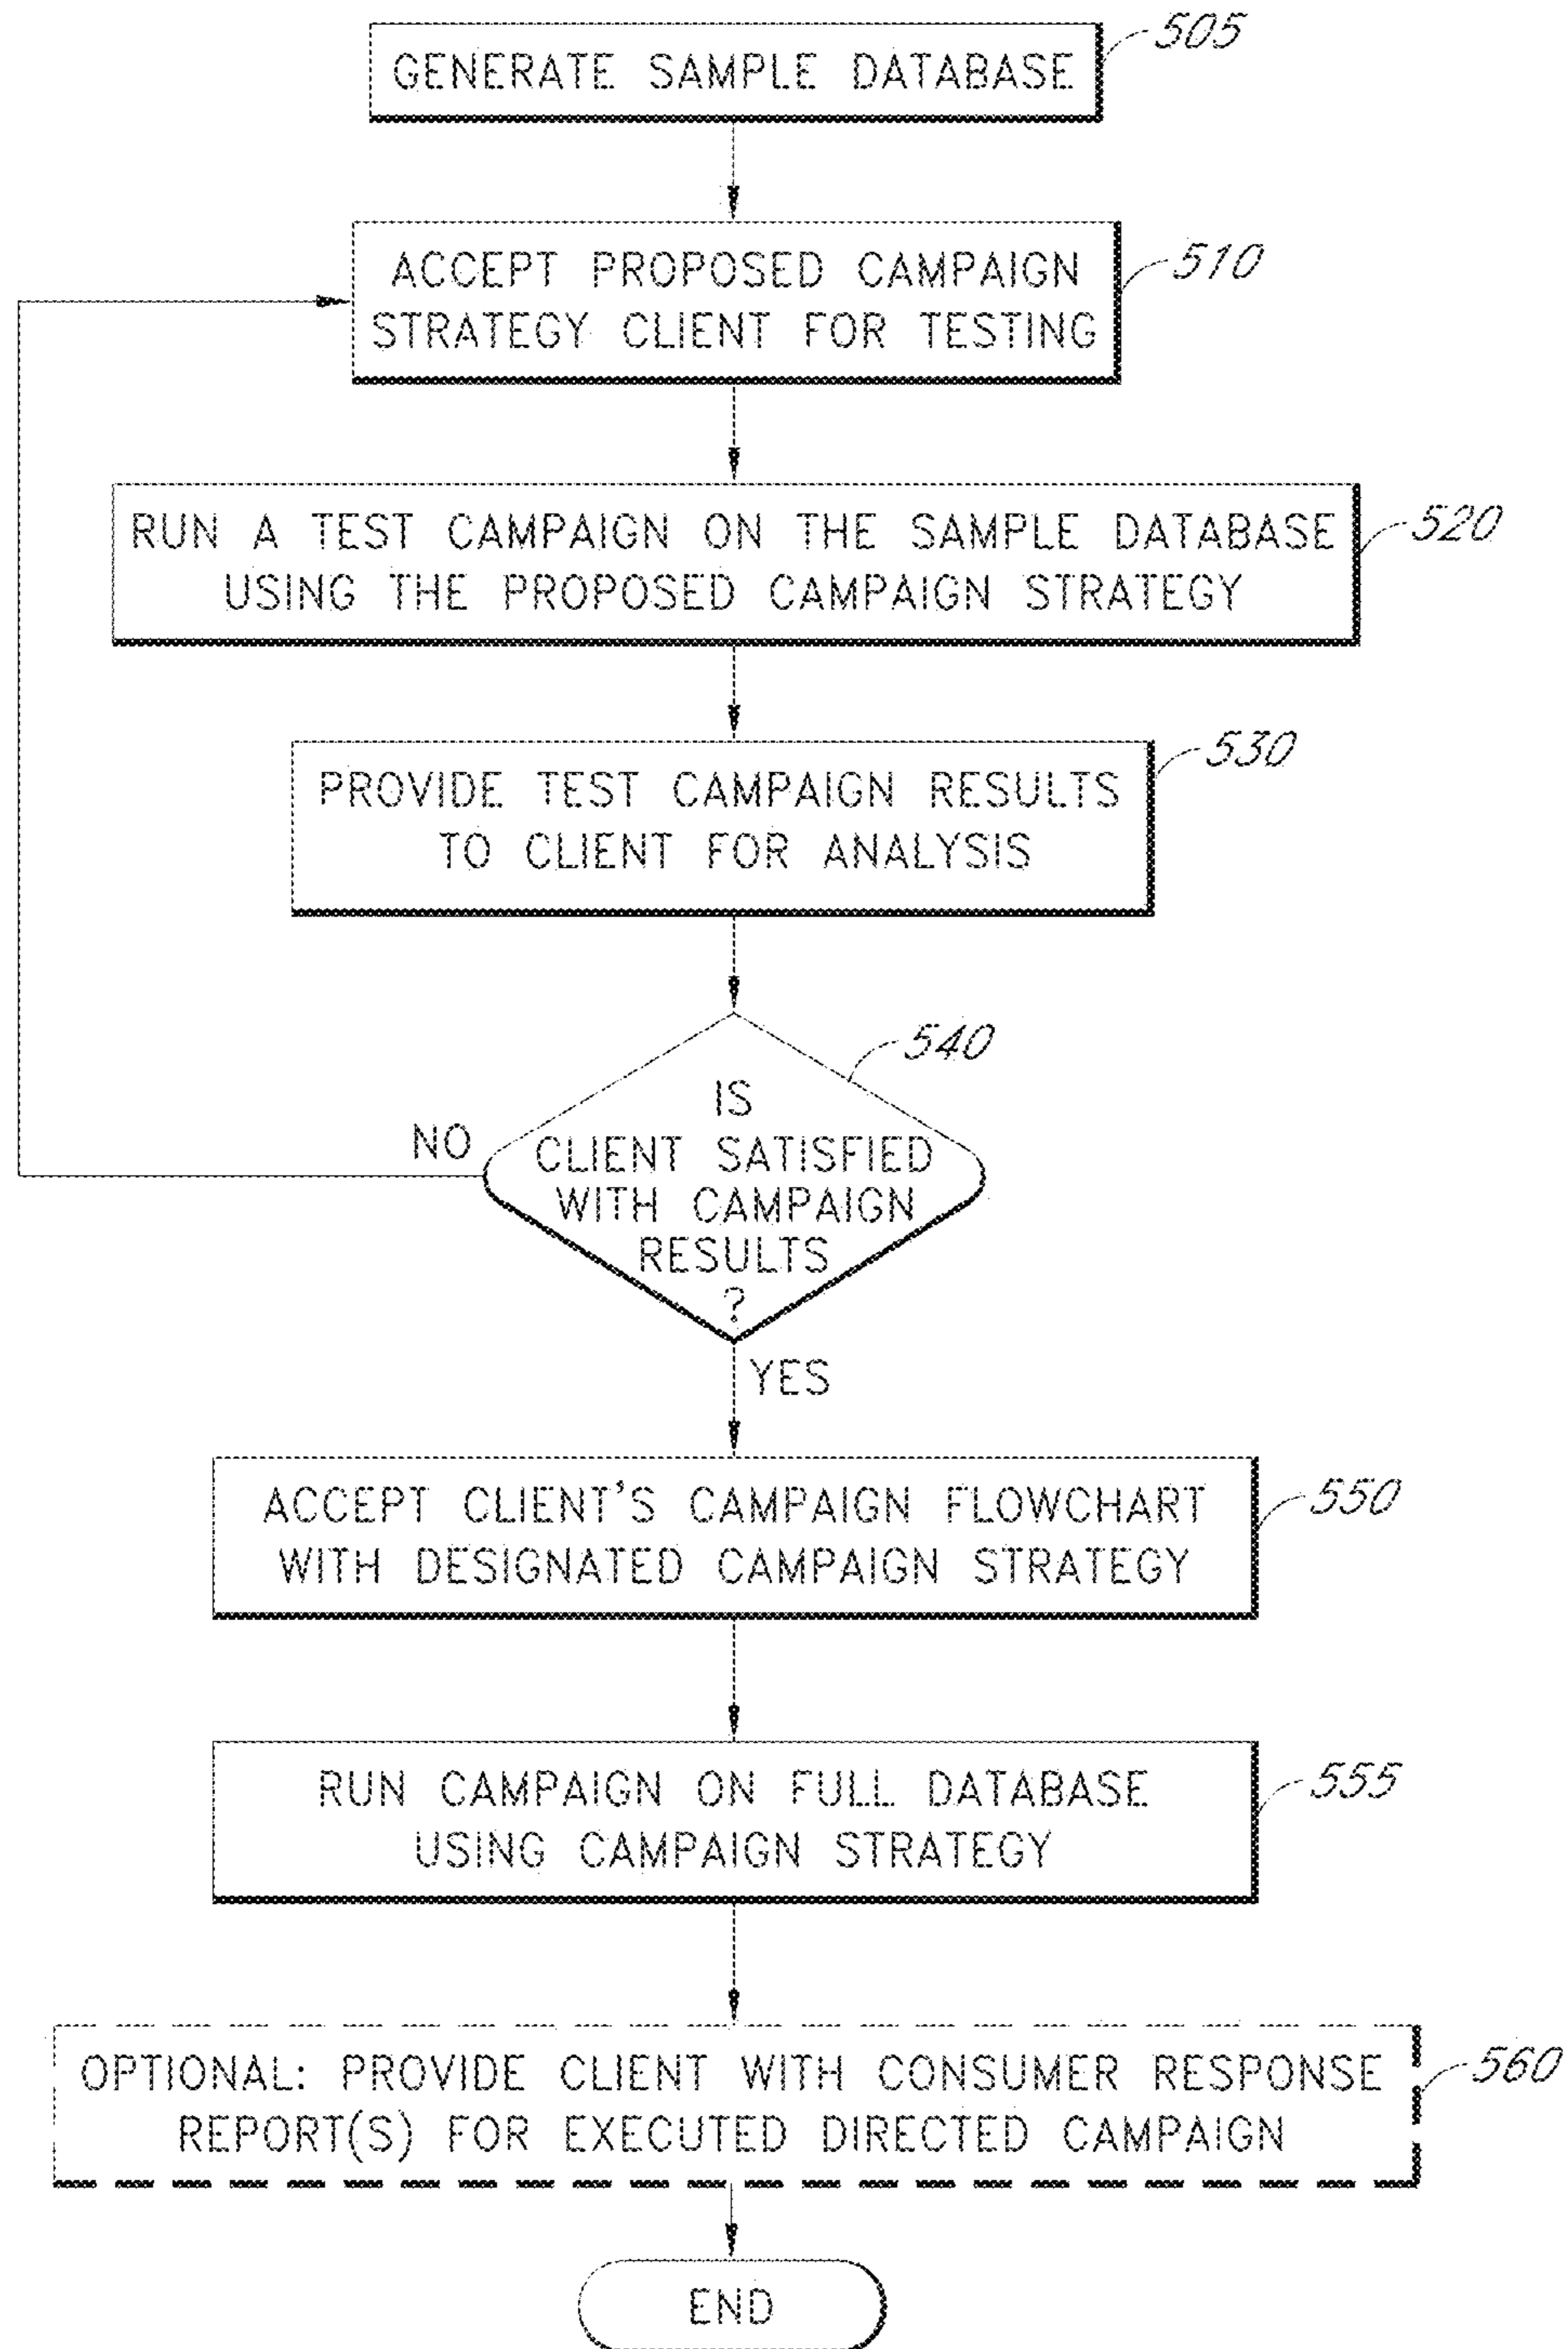 GENERATE SAMPLE DATABASE
505
ACCEPT PROPOSED CAMPAIGN
STRATEGY CLIENT FOR TESTING
510
RUN A TEST CAMPAIGN ON THE SAMPLE DATABASE
USING THE PROPOSED CAMPAIGN STRATEGY
520
PROVIDE TEST CAMPAIGN RESULTS
TO CLIENT FOR ANALYSIS
530
540
IS
CLIENT SATISFIED
WITH CAMPAIGN
RESULTS
?
NO
YES
ACCEPT CLIENT'S CAMPAIGN FLOWCHART
WITH DESIGNATED CAMPAIGN STRATEGY
550
RUN CAMPAIGN ON FULL DATABASE
USING CAMPAIGN STRATEGY
555
OPTIONAL: PROVIDE CLIENT WITH CONSUMER RESPONSE
REPORT(S) FOR EXECUTED DIRECTED CAMPAIGN
560
END